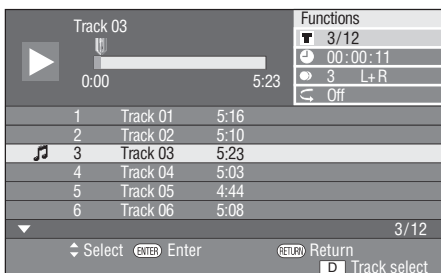 Track 03
0:00 5:23
Functions
T 3/12
00:00:11
3 L+R
Off
1 Track 01 5:16
2 Track 02 5:10
3 Track 03 5:23
4 Track 04 5:03
5 Track 05 4:44
6 Track 06 5:08
3/12
Select ENTER Enter RETURN Return
D Track select